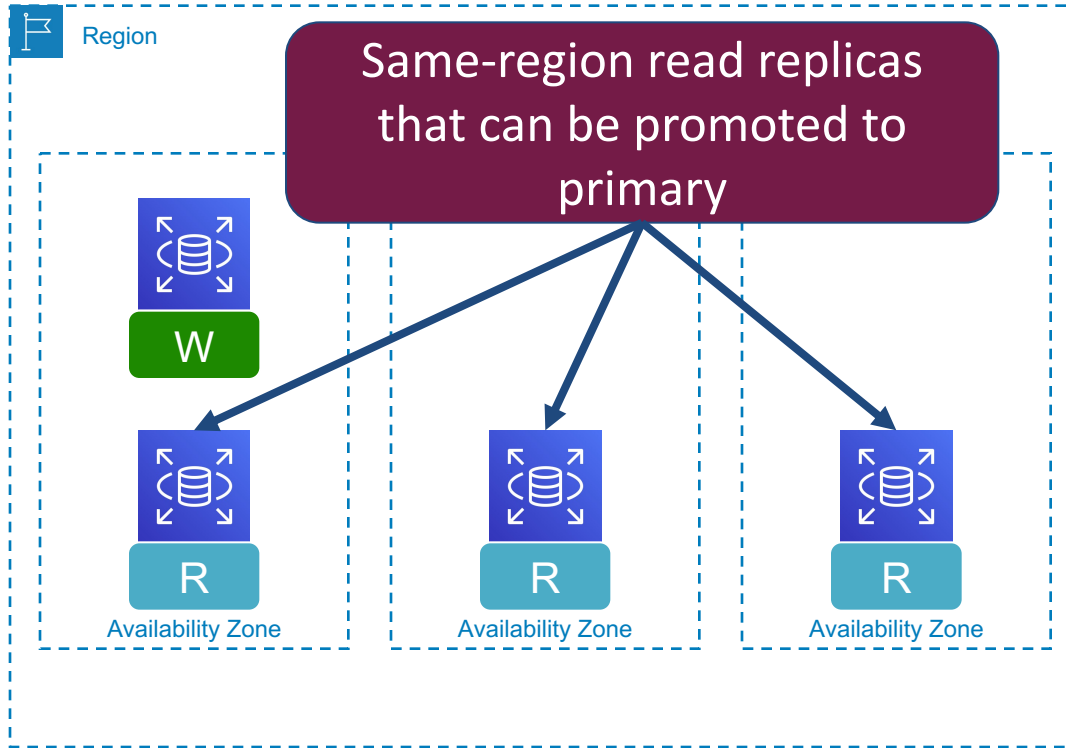 Region
Same-region read replicas
that can be promoted to
primary
W
R
R
R
Availability Zone
Availability Zone
Availability Zone